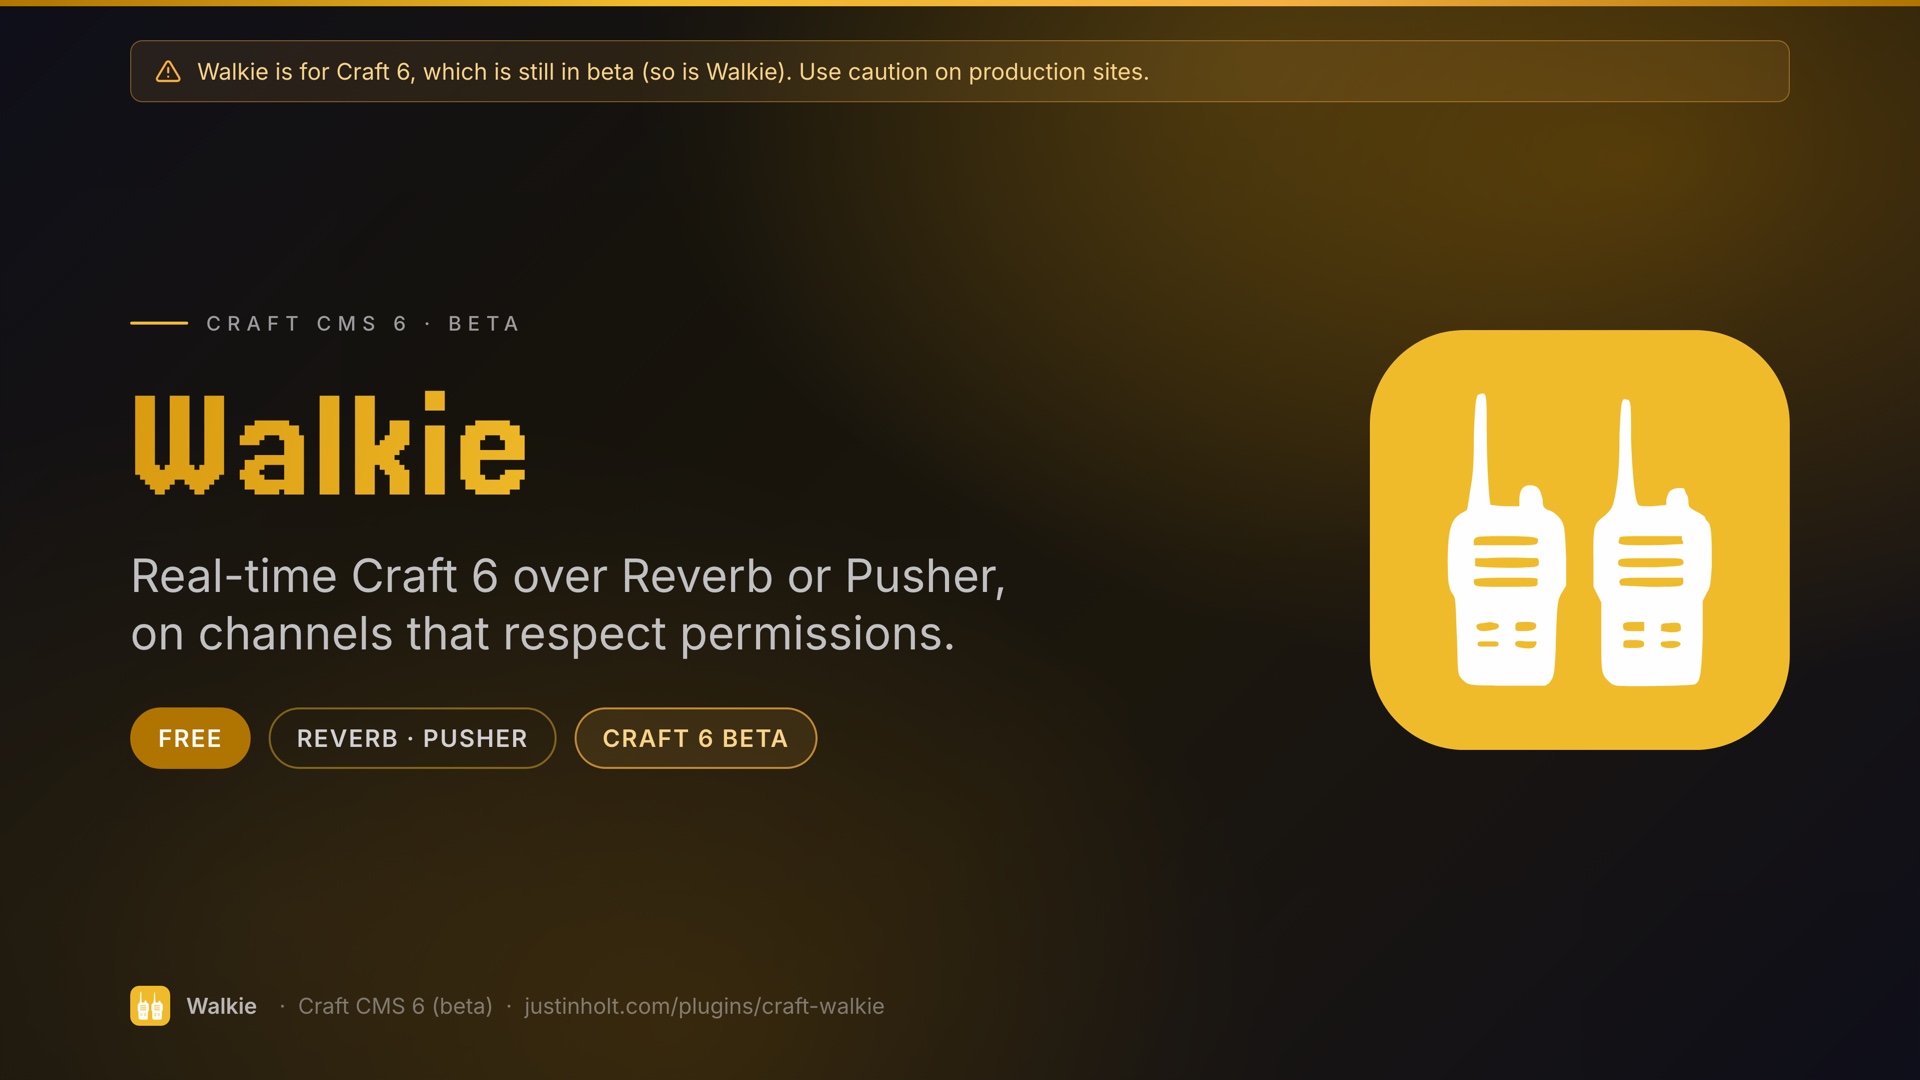 Walkie is for Craft 6, which is still in beta (so is Walkie). Use caution on production sites.
CRAFT CMS 6 · BETA
Walkie
Real-time Craft 6 over Reverb or Pusher,
on channels that respect permissions.
FREE
REVERB · PUSHER
CRAFT 6 BETA
Walkie · Craft CMS 6 (beta) · justinholt.com/plugins/craft-walkie